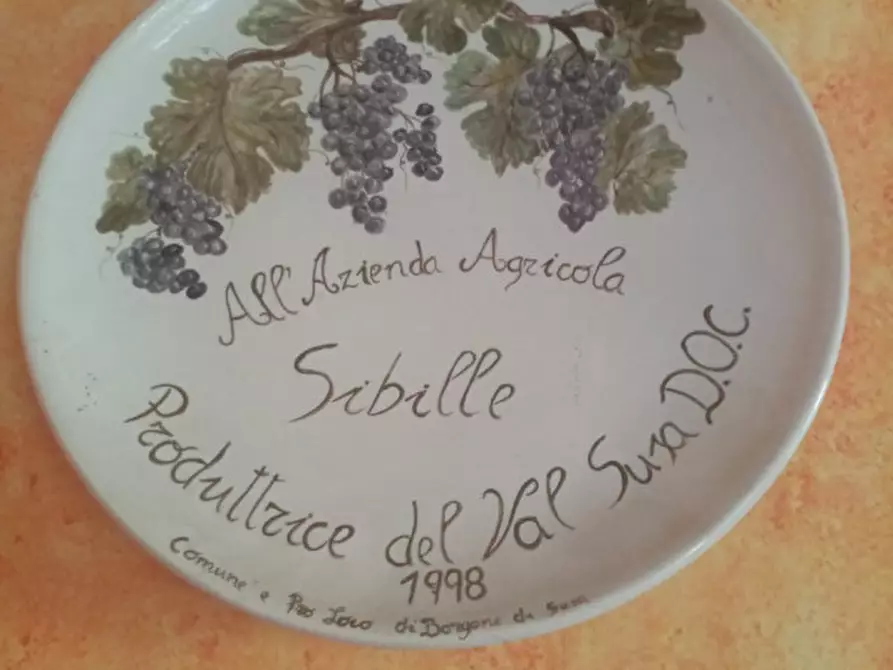 All'Azienda Agricola
Sibille
Produttrice del Val Susa D.O.C.
1998
Comune e Pro Loco di Borgone di Susa